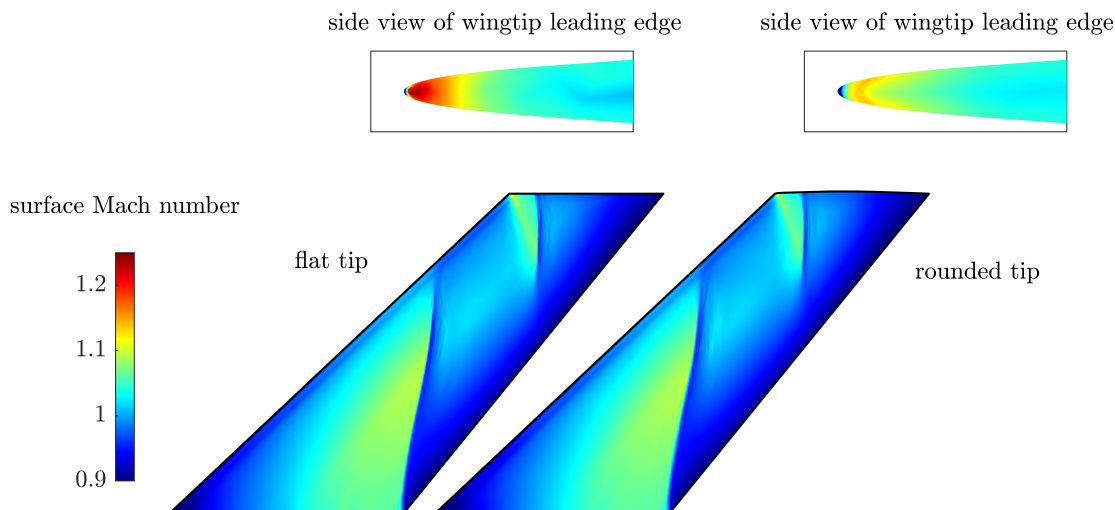 side view of wingtip leading edge
side view of wingtip leading edge
surface Mach number
flat tip
rounded tip
1.2
1.1
1
0.9